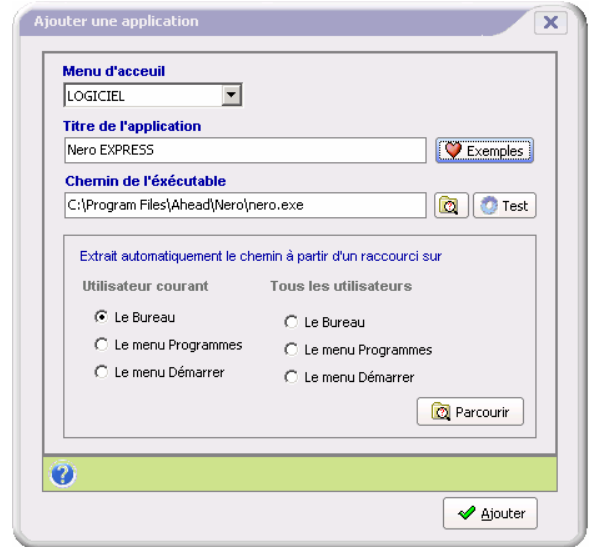 Ajouter une application
Menu d'acceuil
LOGICIEL
Titre de l'application
Nero EXPRESS
Exemples
Chemin de l'éxécutable
C:\Program Files\Ahead\Nero\nero.exe
Test
Extrait automatiquement le chemin à partir d'un raccourci sur
Utilisateur courant
Tous les utilisateurs
Le Bureau
Le Bureau
Le menu Programmes
Le menu Programmes
Le menu Démarrer
Le menu Démarrer
Parcourir
Ajouter